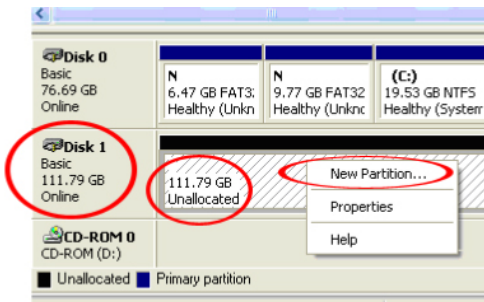 Disk 0
Basic
76.69 GB
Online
N
6.47 GB FAT3:
Healthy (Unkn
N
9.77 GB FAT32
Healthy (Unknc
(C:)
19.53 GB NTFS
Healthy (System
Disk 1
Basic
111.79 GB
Online
111.79 GB
Unallocated
New Partition...
Properties
Help
CD-ROM 0
CD-ROM (D:)
Unallocated Primary partition